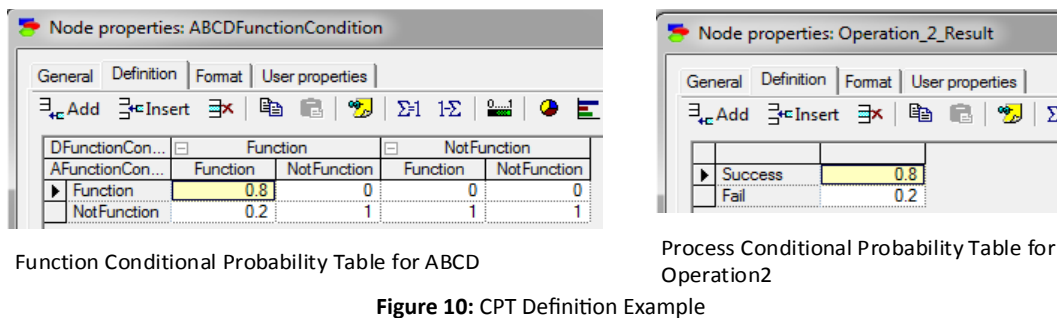 Node properties: ABCDFunctionCondition
General Definition Format User properties
Add Insert Σ=1 1-Σ
DFunctionCon... Function NotFunction
AFunctionCon... Function NotFunction Function NotFunction
Function 0.8 0 0 0
NotFunction 0.2 1 1 1
Function Conditional Probability Table for ABCD
Node properties: Operation_2_Result
General Definition Format User properties
Add Insert
Success 0.8
Fail 0.2
Process Conditional Probability Table for
Operation2
Figure 10: CPT Definition Example